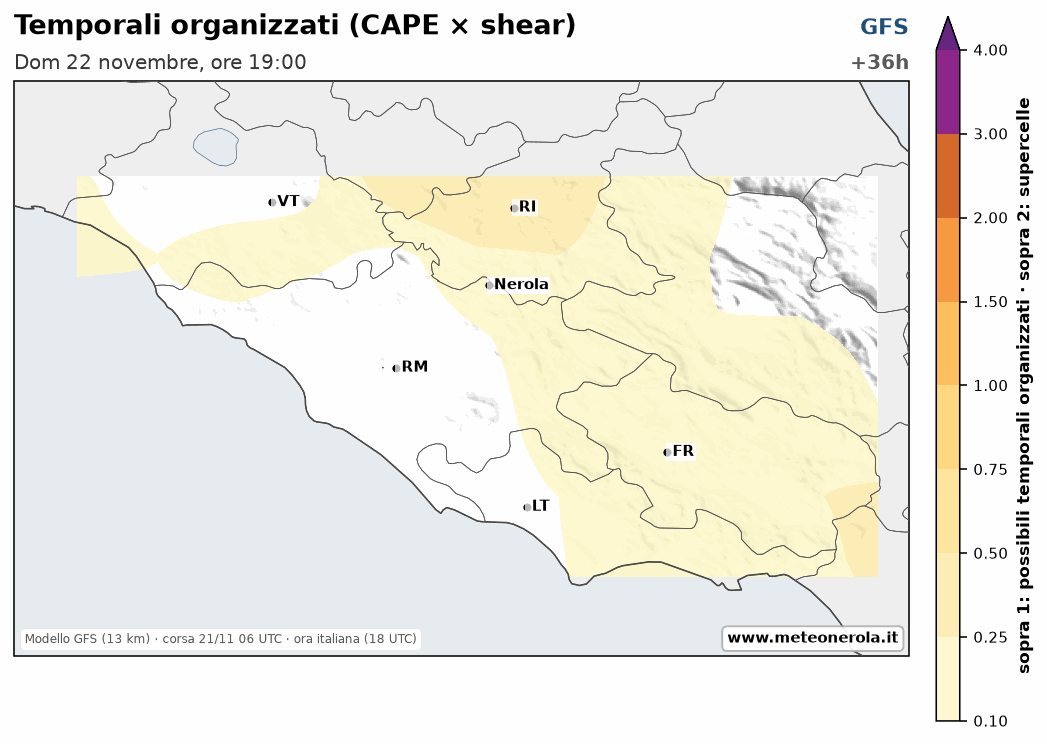 Temporali organizzati (CAPE × shear)
GFS
Dom 22 novembre, ore 19:00
+36h
VT
RI
Nerola
RM
FR
LT
Modello GFS (13 km) · corsa 21/11 06 UTC · ora italiana (18 UTC)
www.meteonerola.it
4.00
3.00
2.00
1.50
1.00
0.75
0.50
0.25
0.10
sopra 1: possibili temporali organizzati · sopra 2: supercelle